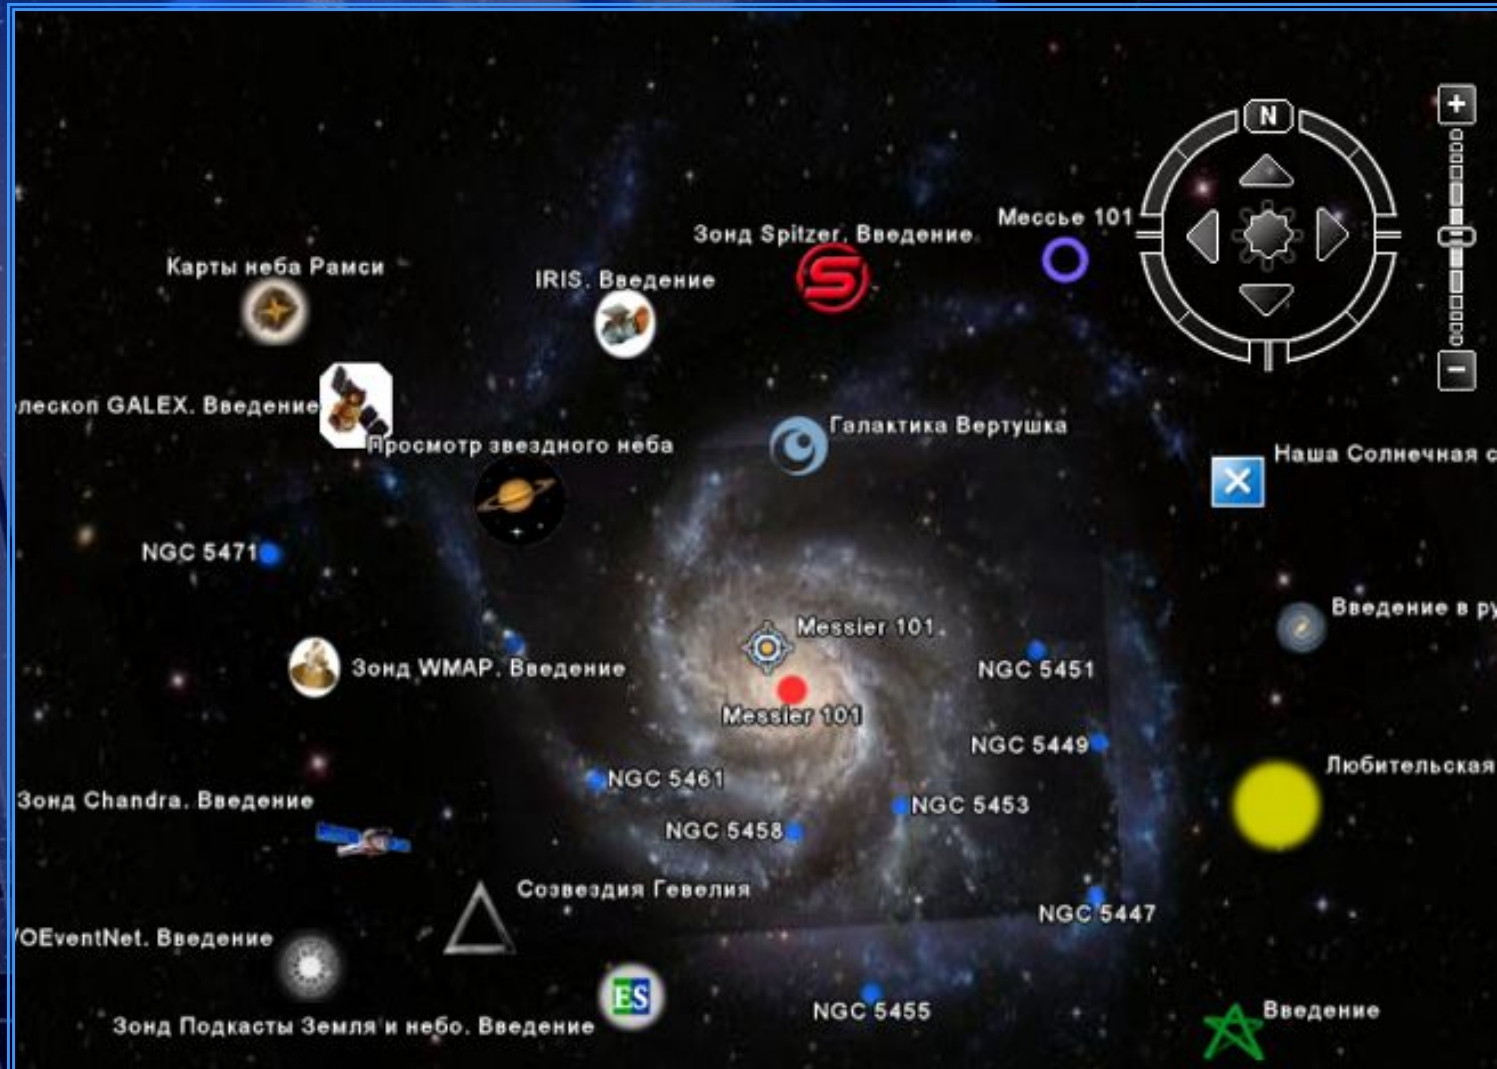 N
+
Мессье 101
Зонд Spitzer. Введение
Карты неба Рамси
IRIS. Введение
S
−
лескоп GALEX. Введение
Галактика Вертушка
Просмотр звездного неба
Наша Солнечная с
NGC 5471
Введение в ру
Messier 101
Зонд WMAP. Введение
NGC 5451
Messier 101
NGC 5449
Любительская
NGC 5461
Зонд Chandra. Введение
NGC 5453
NGC 5458
Созвездия Гевелия
NGC 5447
OEventNet. Введение
ES
NGC 5455
Введение
Зонд Подкасты Земля и небо. Введение